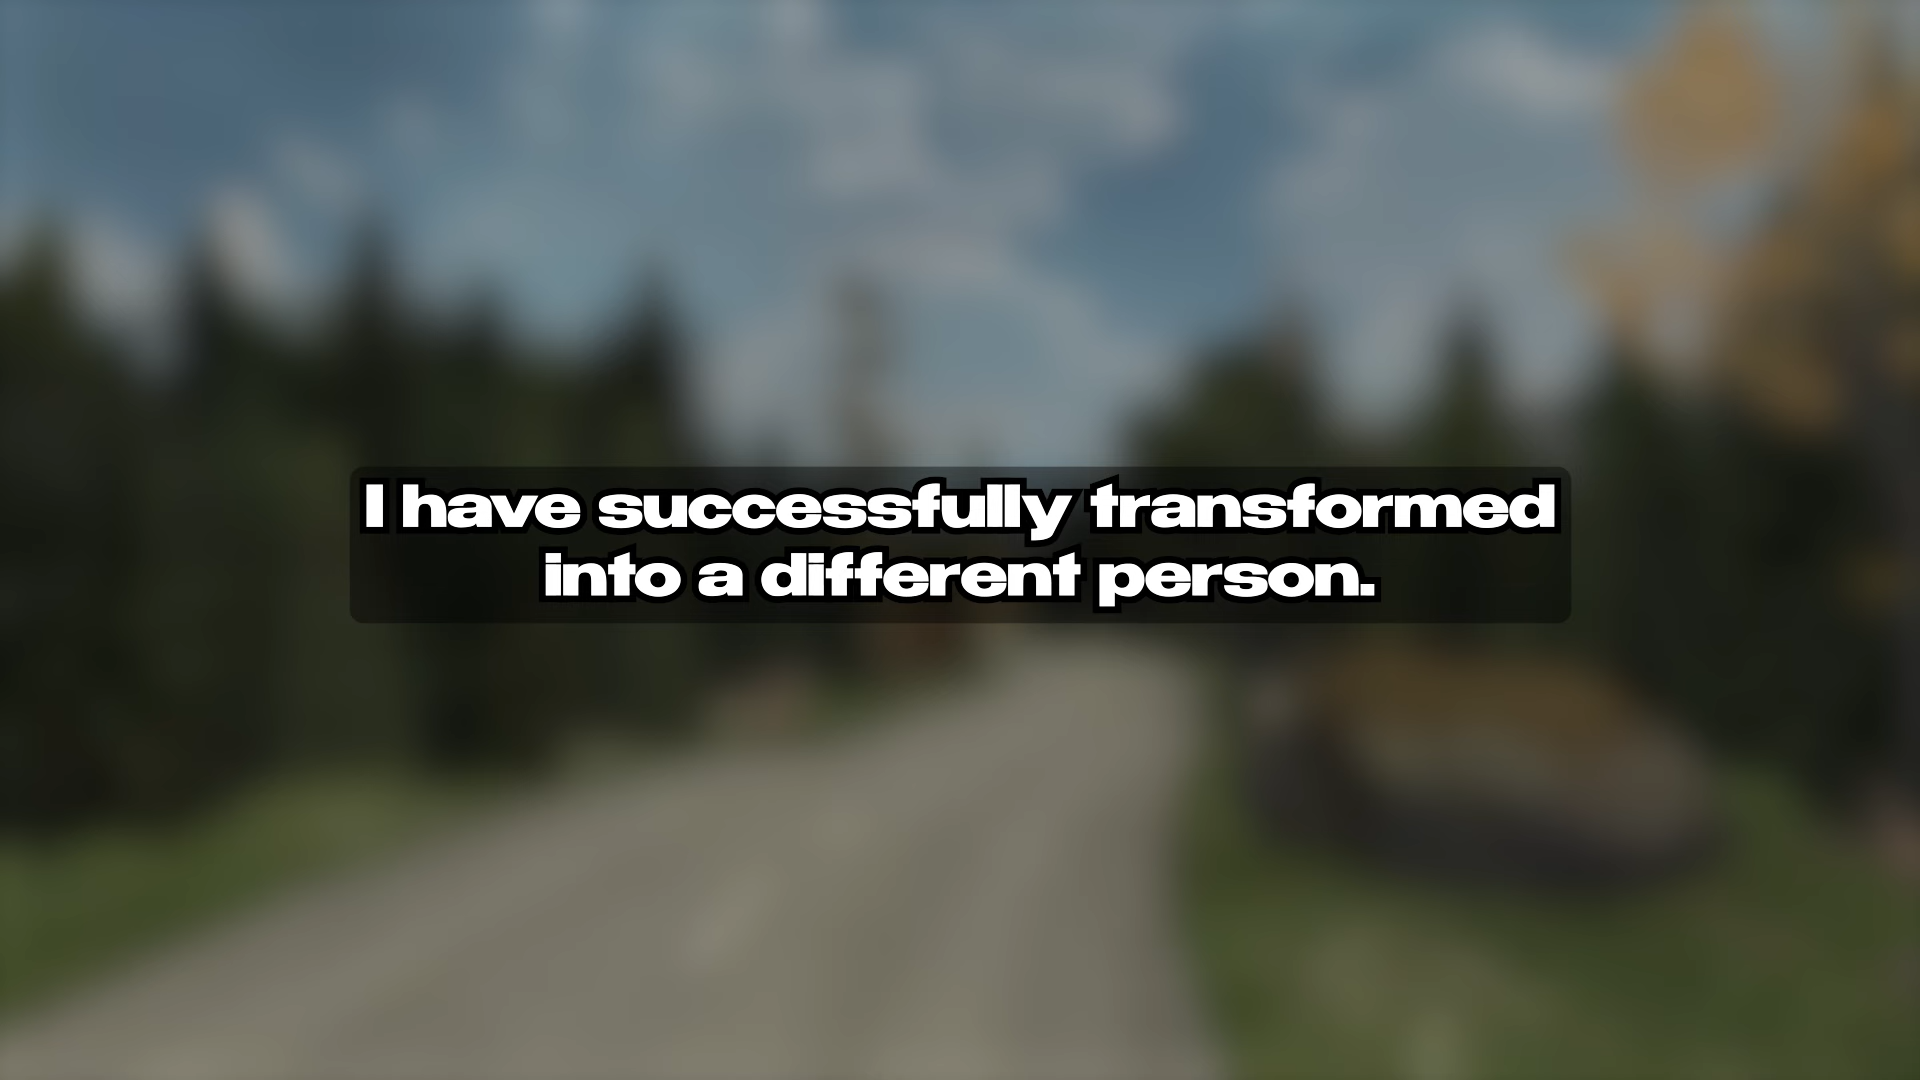 I have successfully transformed
into a different person.